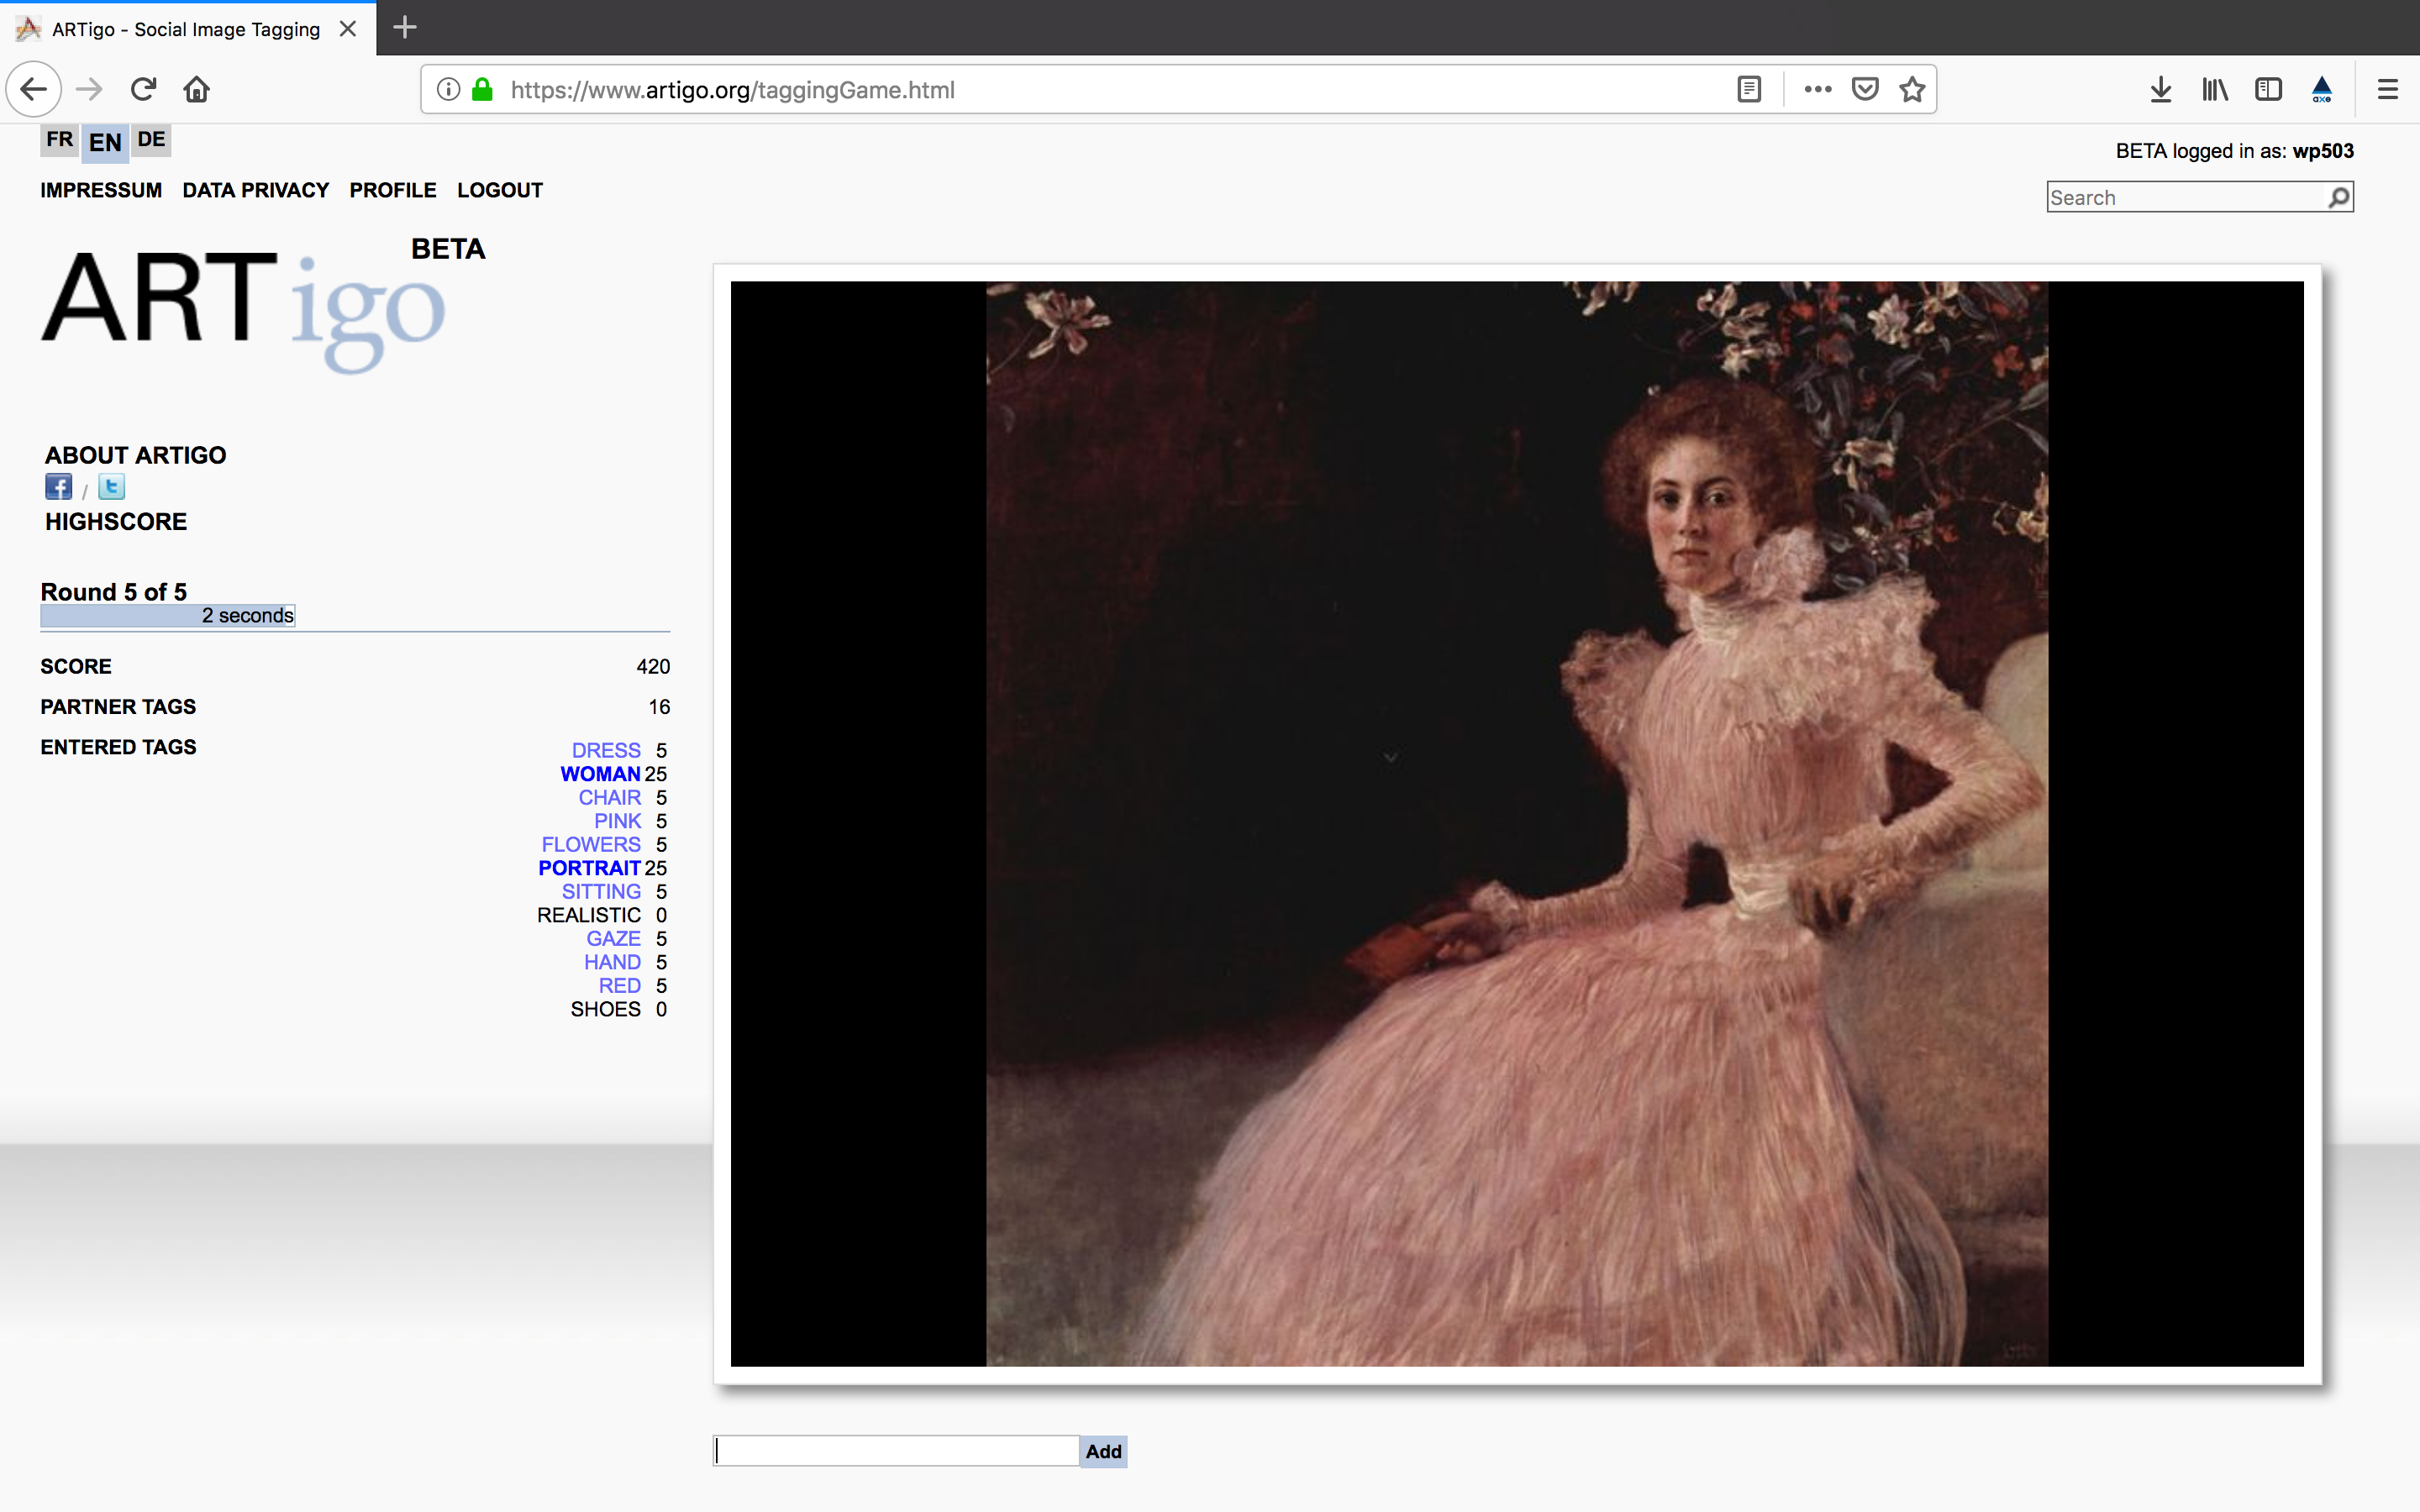 ARTigo - Social Image Tagging
https://www.artigo.org/taggingGame.html
axe
FR EN DE
BETA logged in as: wp503
IMPRESSUM DATA PRIVACY PROFILE LOGOUT
Search
ARTigo BETA
ABOUT ARTIGO
f / t
HIGHSCORE
Round 5 of 5
2 seconds
SCORE 420
PARTNER TAGS 16
ENTERED TAGS
DRESS 5
WOMAN 25
CHAIR 5
PINK 5
FLOWERS 5
PORTRAIT 25
SITTING 5
REALISTIC 0
GAZE 5
HAND 5
RED 5
SHOES 0
Add